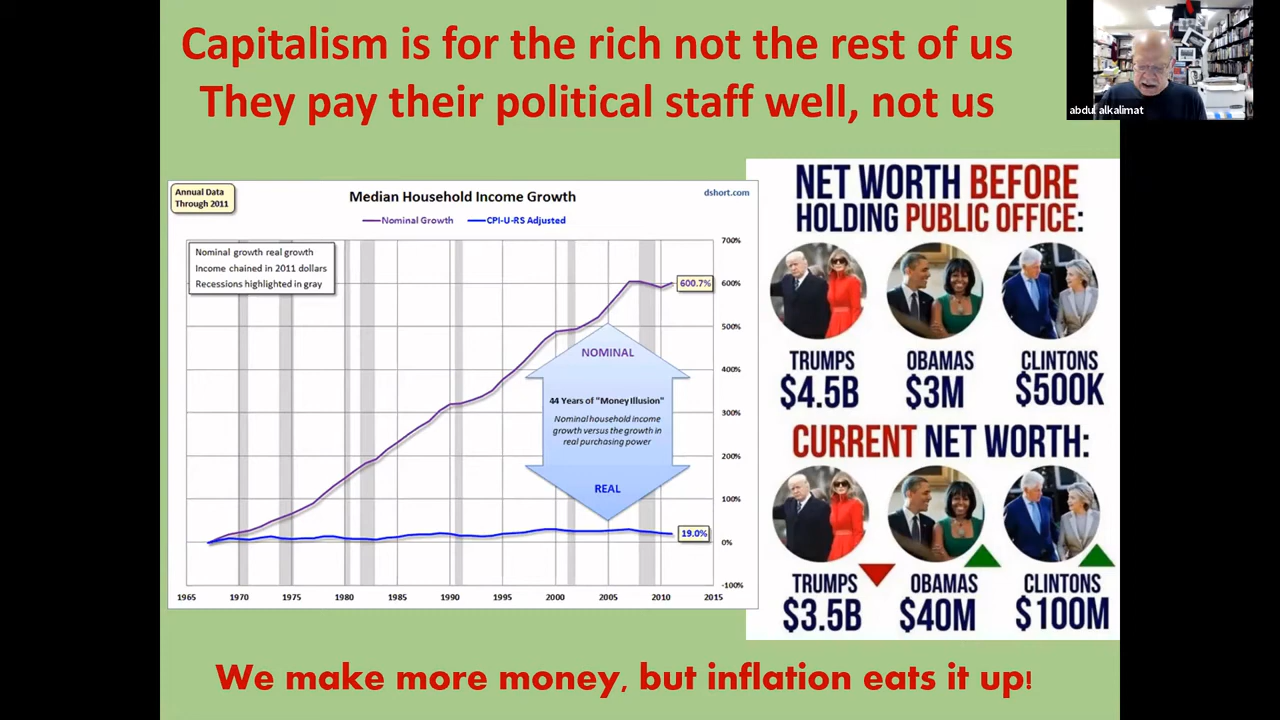 Capitalism is for the rich not the rest of us
They pay their political staff well, not us
abdul alkalimat
Annual Data
Through 2011
Median Household Income Growth
dshort.com
Nominal Growth
CPI-U-RS Adjusted
Nominal growth real growth
Income chained in 2011 dollars
Recessions highlighted in gray
700%
600%
500%
400%
300%
200%
100%
0%
-100%
600.7%
19.0%
NOMINAL
44 Years of "Money Illusion"
Nominal household income
growth versus the growth in
real purchasing power
REAL
1965 1970 1975 1980 1985 1990 1995 2000 2005 2010 2015
NET WORTH BEFORE
HOLDING PUBLIC OFFICE:
TRUMPS OBAMAS CLINTONS
$4.5B $3M $500K
CURRENT NET WORTH:
TRUMPS OBAMAS CLINTONS
$3.5B $40M $100M
We make more money, but inflation eats it up!